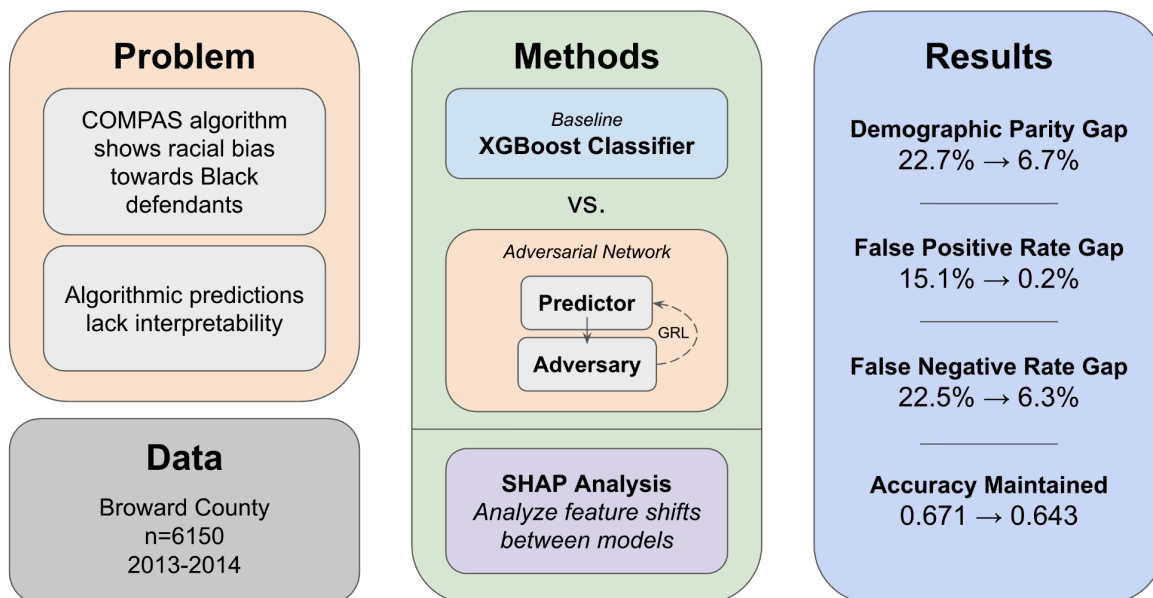 Problem
COMPAS algorithm
shows racial bias
towards Black
defendants
Algorithmic predictions
lack interpretability
Data
Broward County
n=6150
2013-2014
Methods
Baseline
XGBoost Classifier
vs.
Adversarial Network
Predictor
GRL
Adversary
SHAP Analysis
Analyze feature shifts
between models
Results
Demographic Parity Gap
22.7% → 6.7%
False Positive Rate Gap
15.1% → 0.2%
False Negative Rate Gap
22.5% → 6.3%
Accuracy Maintained
0.671 → 0.643